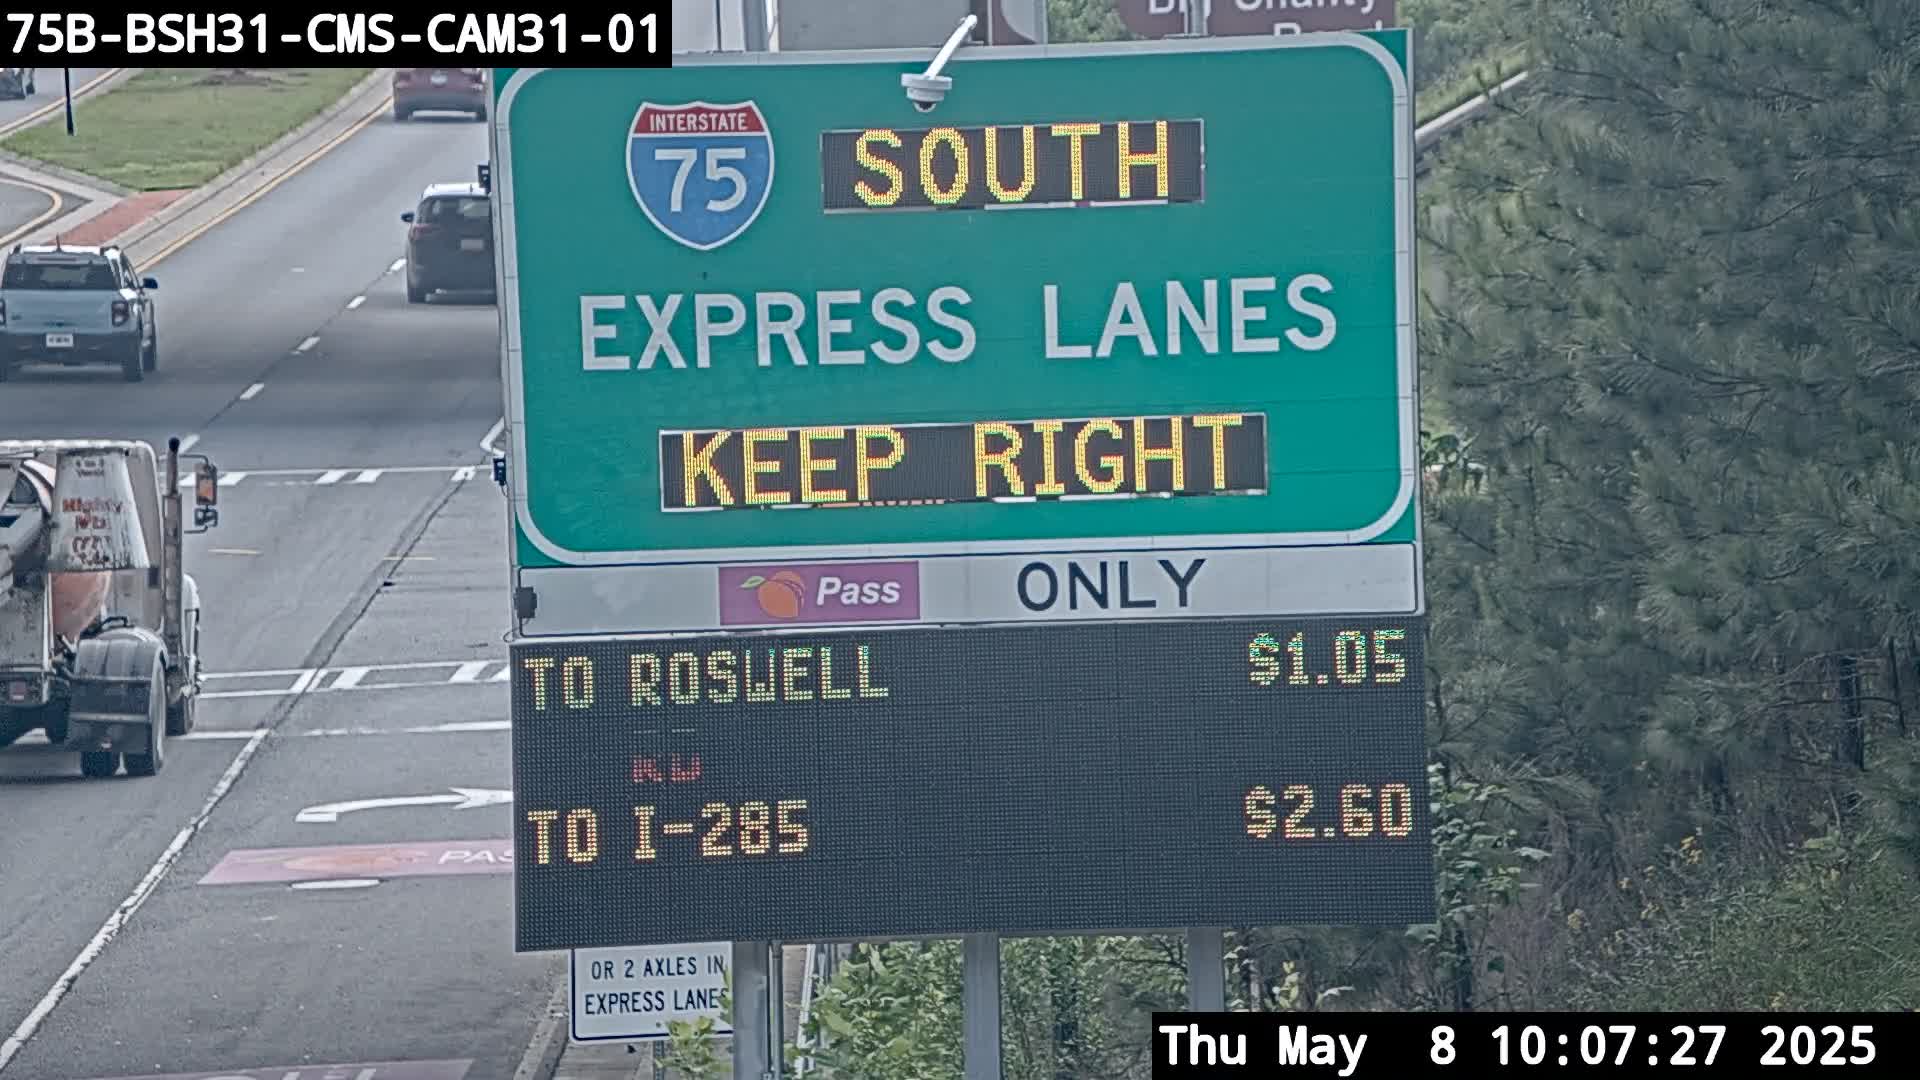 75B-BSH31-CMS-CAM31-01
INTERSTATE
75
SOUTH
EXPRESS LANES
KEEP RIGHT
Pass ONLY
TO ROSWELL $1.05
TO I-285 $2.60
OR 2 AXLES IN
EXPRESS LANES
Thu May 8 10:07:27 2025